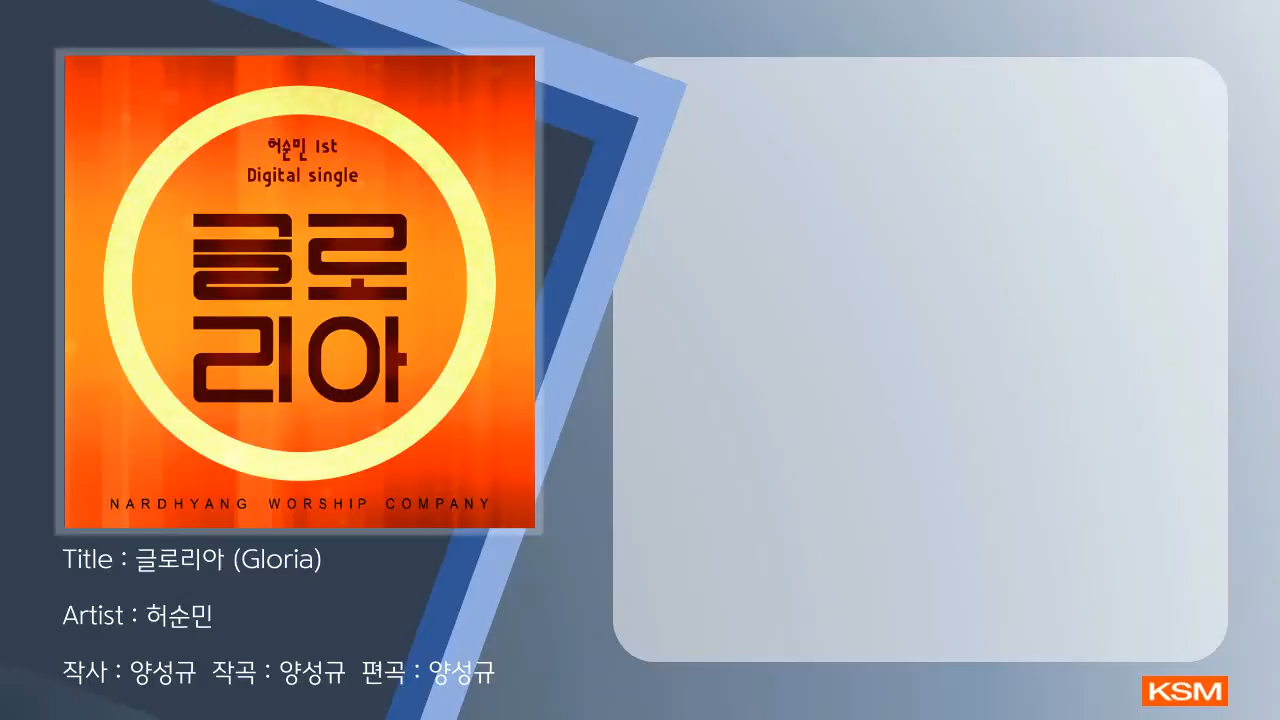 허순민 1st
Digital single
글로
리아
NARDHYANG WORSHIP COMPANY
Title : 글로리아 (Gloria)
Artist : 허순민
작사 : 양성규 작곡 : 양성규 편곡 : 양성규
KSM